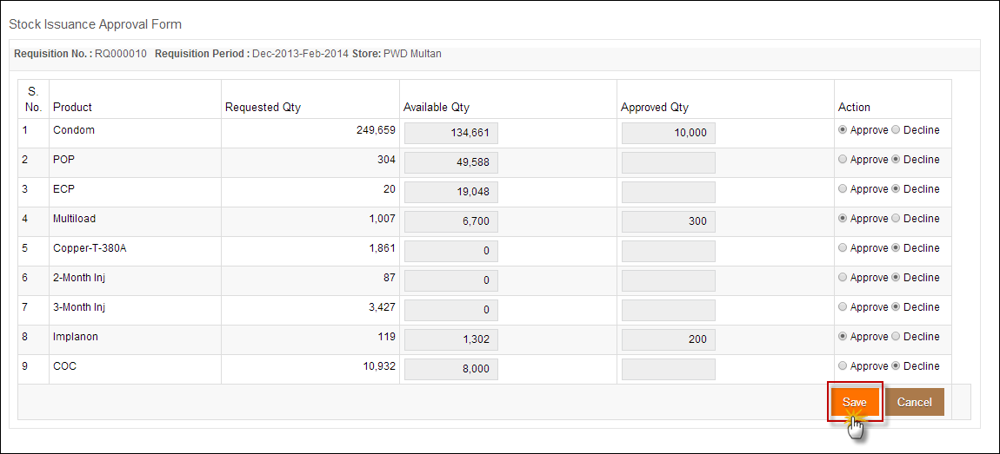 Stock Issuance Approval Form
Requisition No. : RQ000010 Requisition Period : Dec-2013-Feb-2014 Store: PWD Multan
S. No. Product Requested Qty Available Qty Approved Qty Action
1 Condom 249,659 134,661 10,000 Approve Decline
2 POP 304 49,588 Approve Decline
3 ECP 20 19,048 Approve Decline
4 Multiload 1,007 6,700 300 Approve Decline
5 Copper-T-380A 1,861 0 Approve Decline
6 2-Month Inj 87 0 Approve Decline
7 3-Month Inj 3,427 0 Approve Decline
8 Implanon 119 1,302 200 Approve Decline
9 COC 10,932 8,000 Approve Decline
Save Cancel